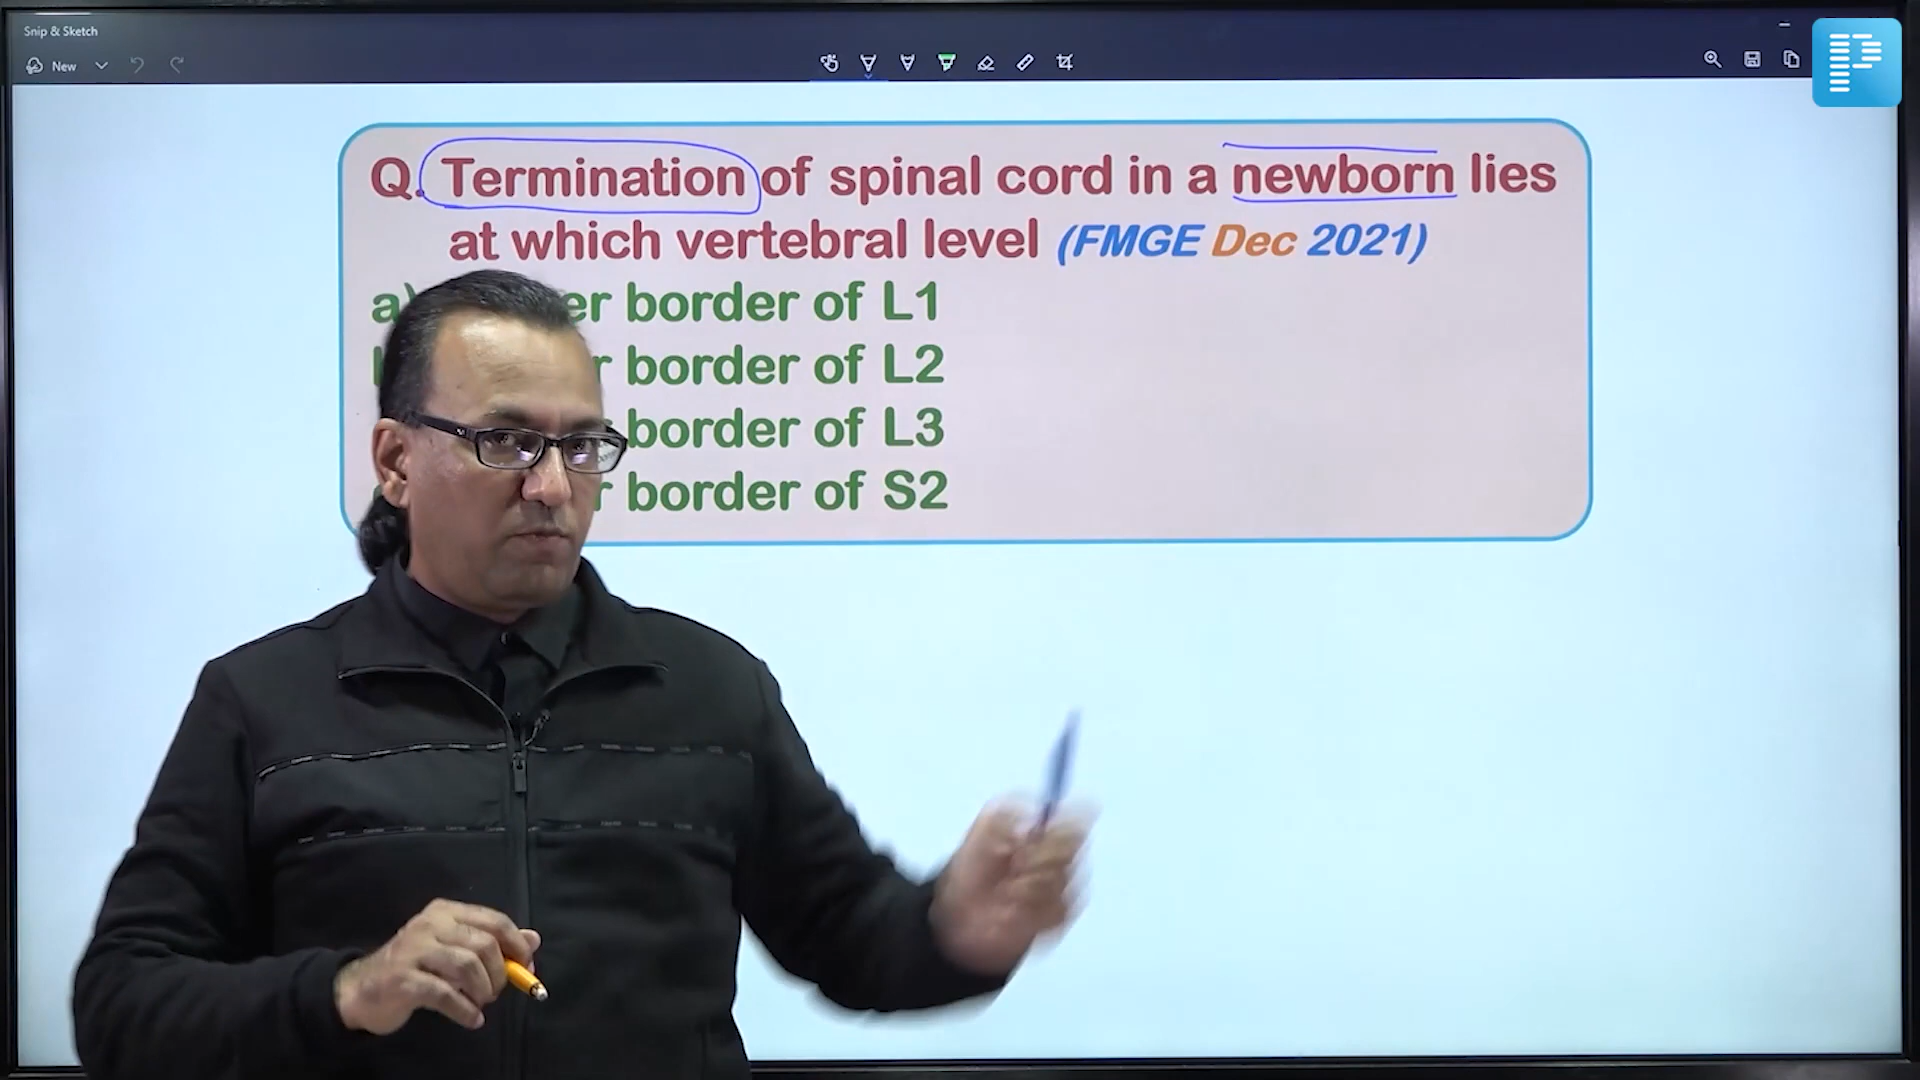 Snip & Sketch
New
Q. Termination of spinal cord in a newborn lies
at which vertebral level (FMGE Dec 2021)
a) border of L1
border of L2
border of L3
border of S2